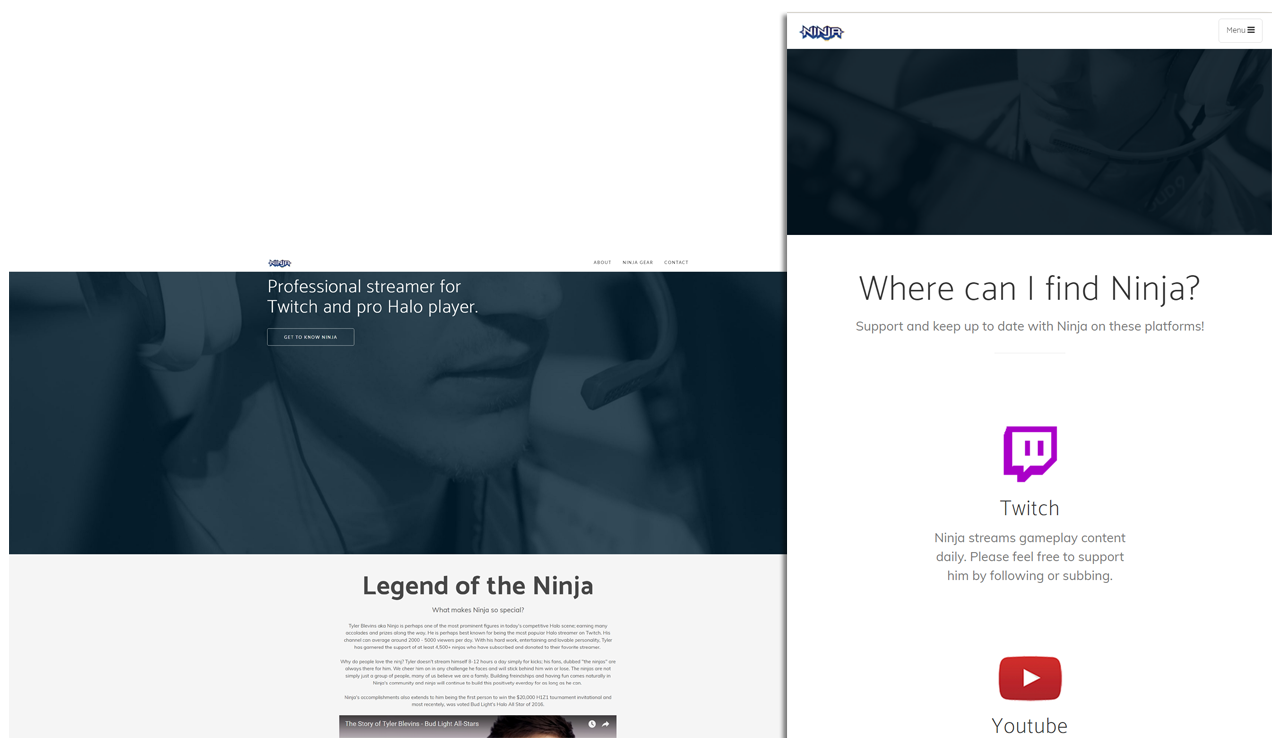 NINJA
ABOUT NINJA GEAR CONTACT
Professional streamer for
Twitch and pro Halo player.
GET TO KNOW NINJA
Legend of the Ninja
What makes Ninja so special?
Tyler Blevins aka Ninja is perhaps one of the most prominent figures in today's competitive Halo scene; earning many
accolades and prizes along the way. He is perhaps best known for being the most popular Halo streamer on Twitch. His
channel can average around 2000 - 5000 viewers per day. With his hard work, entertaining and lovable personality, Tyler
has garnered the support of at least 4,500+ ninjas who have subscribed and donated to their favorite streamer.
Why do people love the ninj? Tyler doesn't stream himself 8-12 hours a day simply for kicks; his fans, dubbed "the ninjas" are
always there for him. We cheer him on in any challenge he faces and will stick behind him win or lose. The ninjas are not
simply just a group of people, many of us believe we are a family. Building freindships and having fun comes naturally in
Ninja's community and ninja will continue to build this positivity everday for as long as he can.
Ninja's accomplishments also extends to him being the first person to win the $20,000 H1Z1 tournament invitational and
most recently, was voted Bud Light's Halo All Star of 2016.
The Story of Tyler Blevins - Bud Light All-Stars
NINJA
Menu
Where can I find Ninja?
Support and keep up to date with Ninja on these platforms!
Twitch
Ninja streams gameplay content
daily. Please feel free to support
him by following or subbing.
Youtube